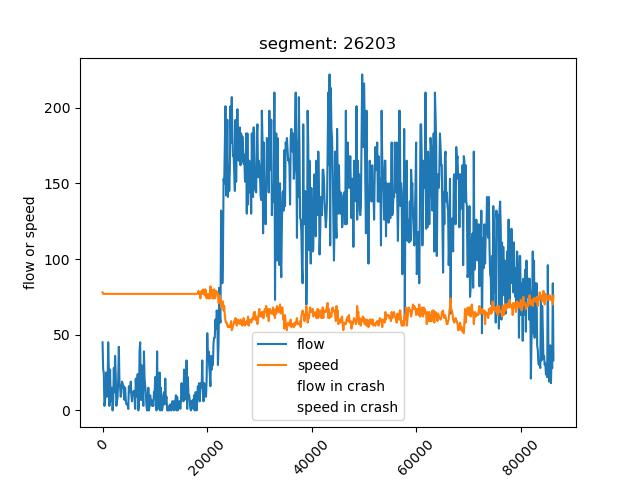 segment: 26203
flow or speed
200
150
100
50
0
flow
speed
flow in crash
speed in crash
0
20000
40000
60000
80000